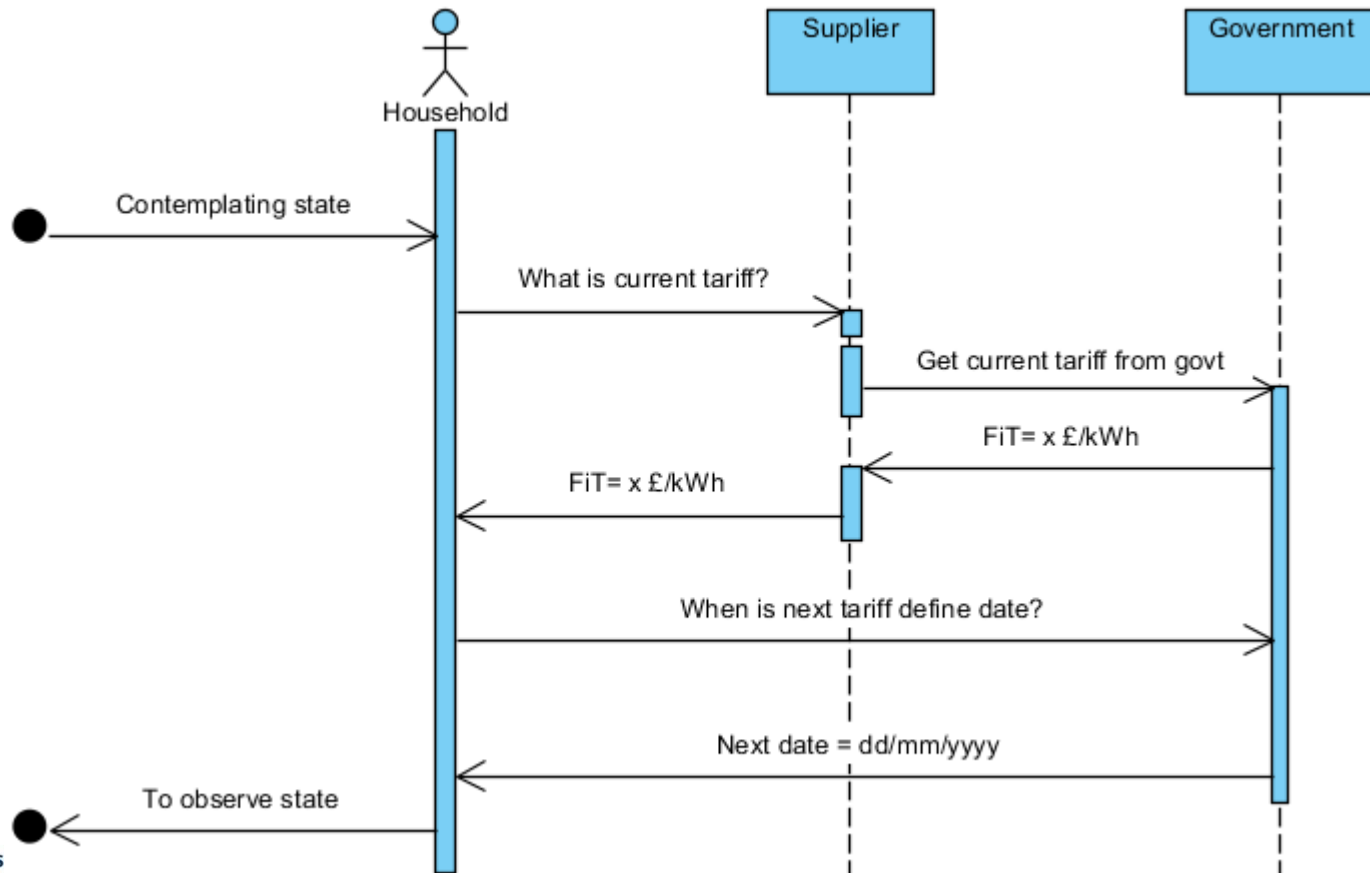 Supplier
Government
Household
Contemplating state
What is current tariff?
Get current tariff from govt
FiT= x £/kWh
FiT= x £/kWh
When is next tariff define date?
Next date = dd/mm/yyyy
To observe state
s